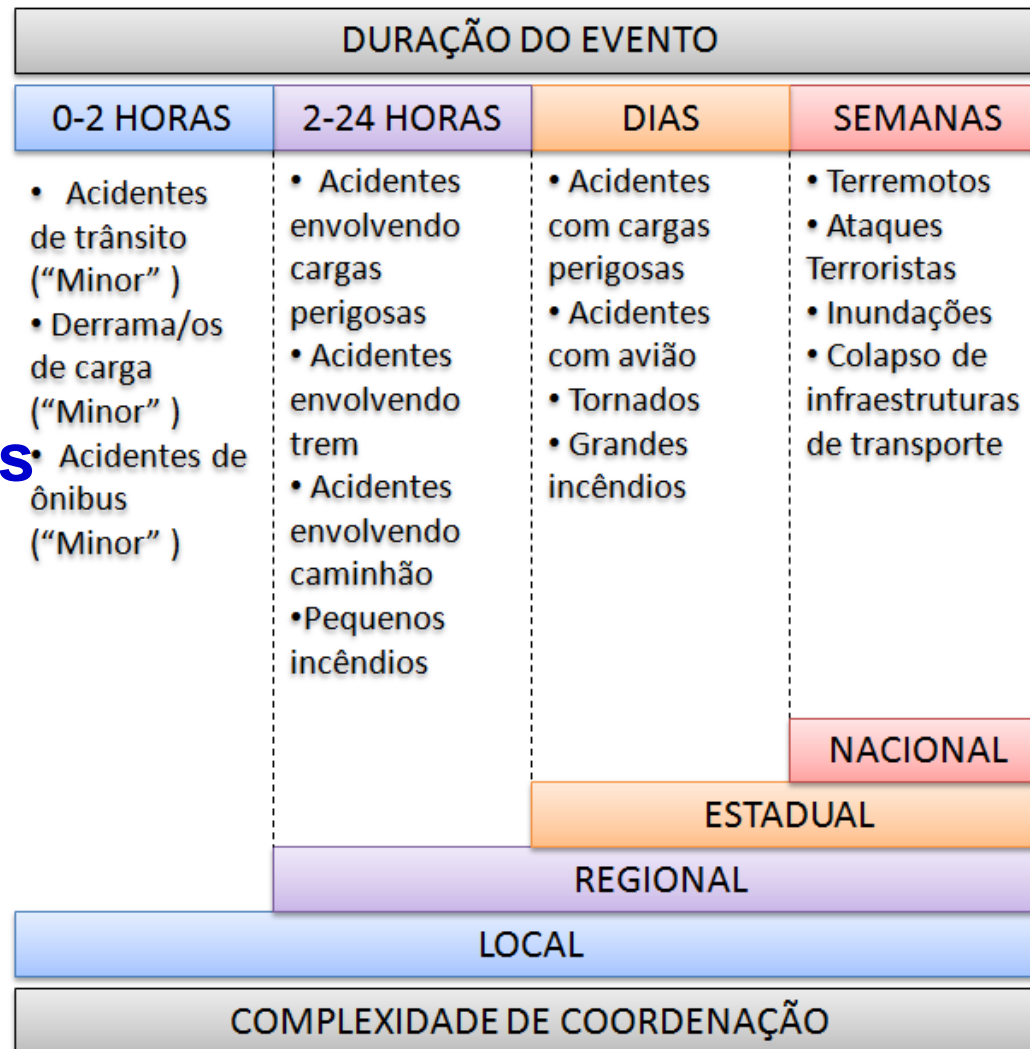 DURAÇÃO DO EVENTO
0-2 HORAS
• Acidentes
de trânsito
(“Minor” )
• Derrama/os
de carga
(“Minor” )
s
• Acidentes de
ônibus
(“Minor” )
2-24 HORAS
• Acidentes
envolvendo
cargas
perigosas
• Acidentes
envolvendo
trem
• Acidentes
envolvendo
caminhão
•Pequenos
incêndios
DIAS
• Acidentes
com cargas
perigosas
• Acidentes
com avião
• Tornados
• Grandes
incêndios
SEMANAS
• Terremotos
• Ataques
Terroristas
• Inundações
• Colapso de
infraestruturas
de transporte
NACIONAL
ESTADUAL
REGIONAL
LOCAL
COMPLEXIDADE DE COORDENAÇÃO